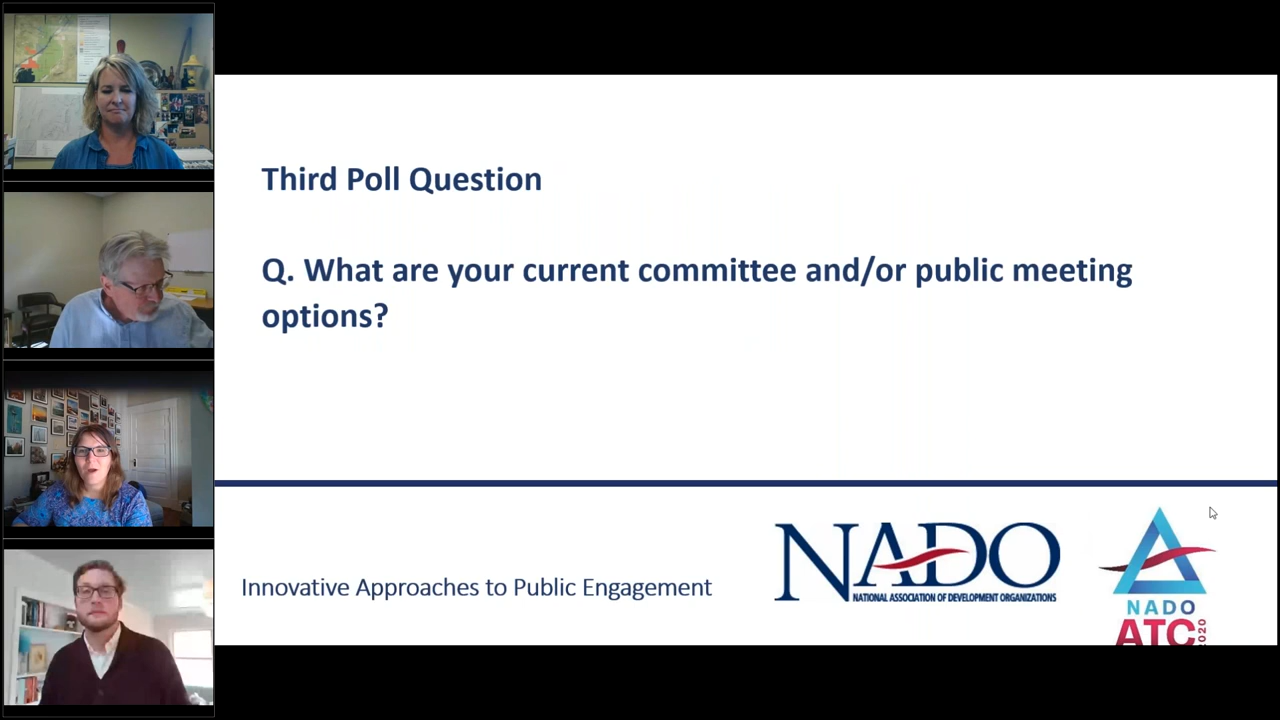 Third Poll Question
Q. What are your current committee and/or public meeting
options?
Innovative Approaches to Public Engagement
NADO
NATIONAL ASSOCIATION OF DEVELOPMENT ORGANIZATIONS
NADO
ATC 2020